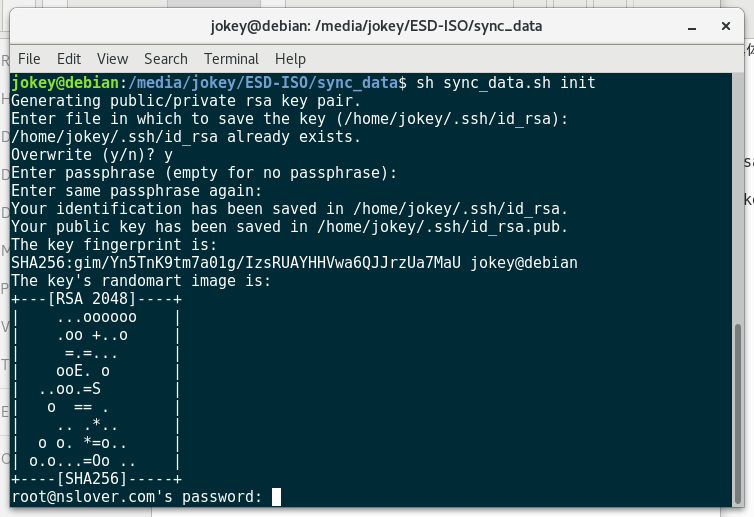 jokey@debian: /media/jokey/ESD-ISO/sync_data
File Edit View Search Terminal Help
jokey@debian:/media/jokey/ESD-ISO/sync_data$ sh sync_data.sh init
Generating public/private rsa key pair.
Enter file in which to save the key (/home/jokey/.ssh/id_rsa):
/home/jokey/.ssh/id_rsa already exists.
Overwrite (y/n)? y
Enter passphrase (empty for no passphrase):
Enter same passphrase again:
Your identification has been saved in /home/jokey/.ssh/id_rsa.
Your public key has been saved in /home/jokey/.ssh/id_rsa.pub.
The key fingerprint is:
SHA256:gim/Yn5TnK9tm7a01g/IzsRUAYHHVwa6QJJrzUa7MaU jokey@debian
The key's randomart image is:
+---[RSA 2048]----+
|    ...oooooo    |
|    .oo +..o     |
|     =.=...      |
|    ooE. o       |
|  ..oo.=S        |
|   o  == .       |
|    .. .*..      |
|  o o. *=o..     |
| o.o...=Oo ..    |
+----[SHA256]-----+
root@nslover.com's password: